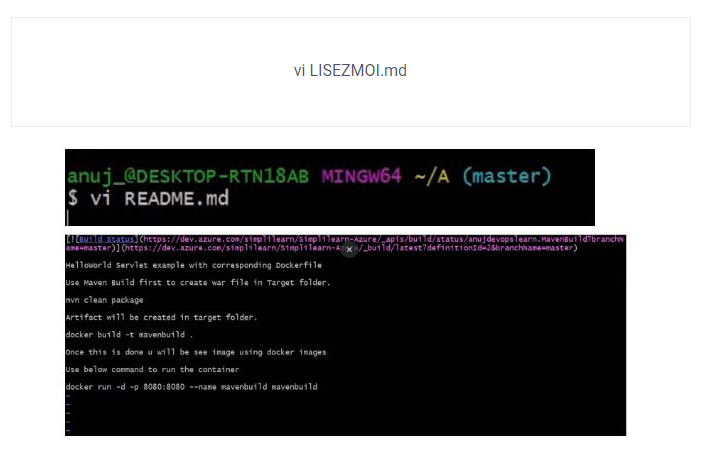 vi LISEZMOI.md
anuj_@DESKTOP-RTN18AB MINGW64 ~/A (master)
$ vi README.md
[![Build Status](https://dev.azure.com/simplilearn/Simplilearn-Azure/_apis/build/status/anujdevopslearn.MavenBuild?branchN
ame=master)](https://dev.azure.com/simplilearn/Simplilearn-A /_build/latest?definitionId=2&branchName=master)
HelloWorld Servlet example with corresponding Dockerfile
Use Maven Build first to create war file in Target folder.
mvn clean package
Artifact will be created in target folder.
docker build -t mavenbuild .
Once this is done u will be see image using docker images
Use below command to run the container
docker run -d -p 8080:8080 --name mavenbuild mavenbuild
~
~
~
~